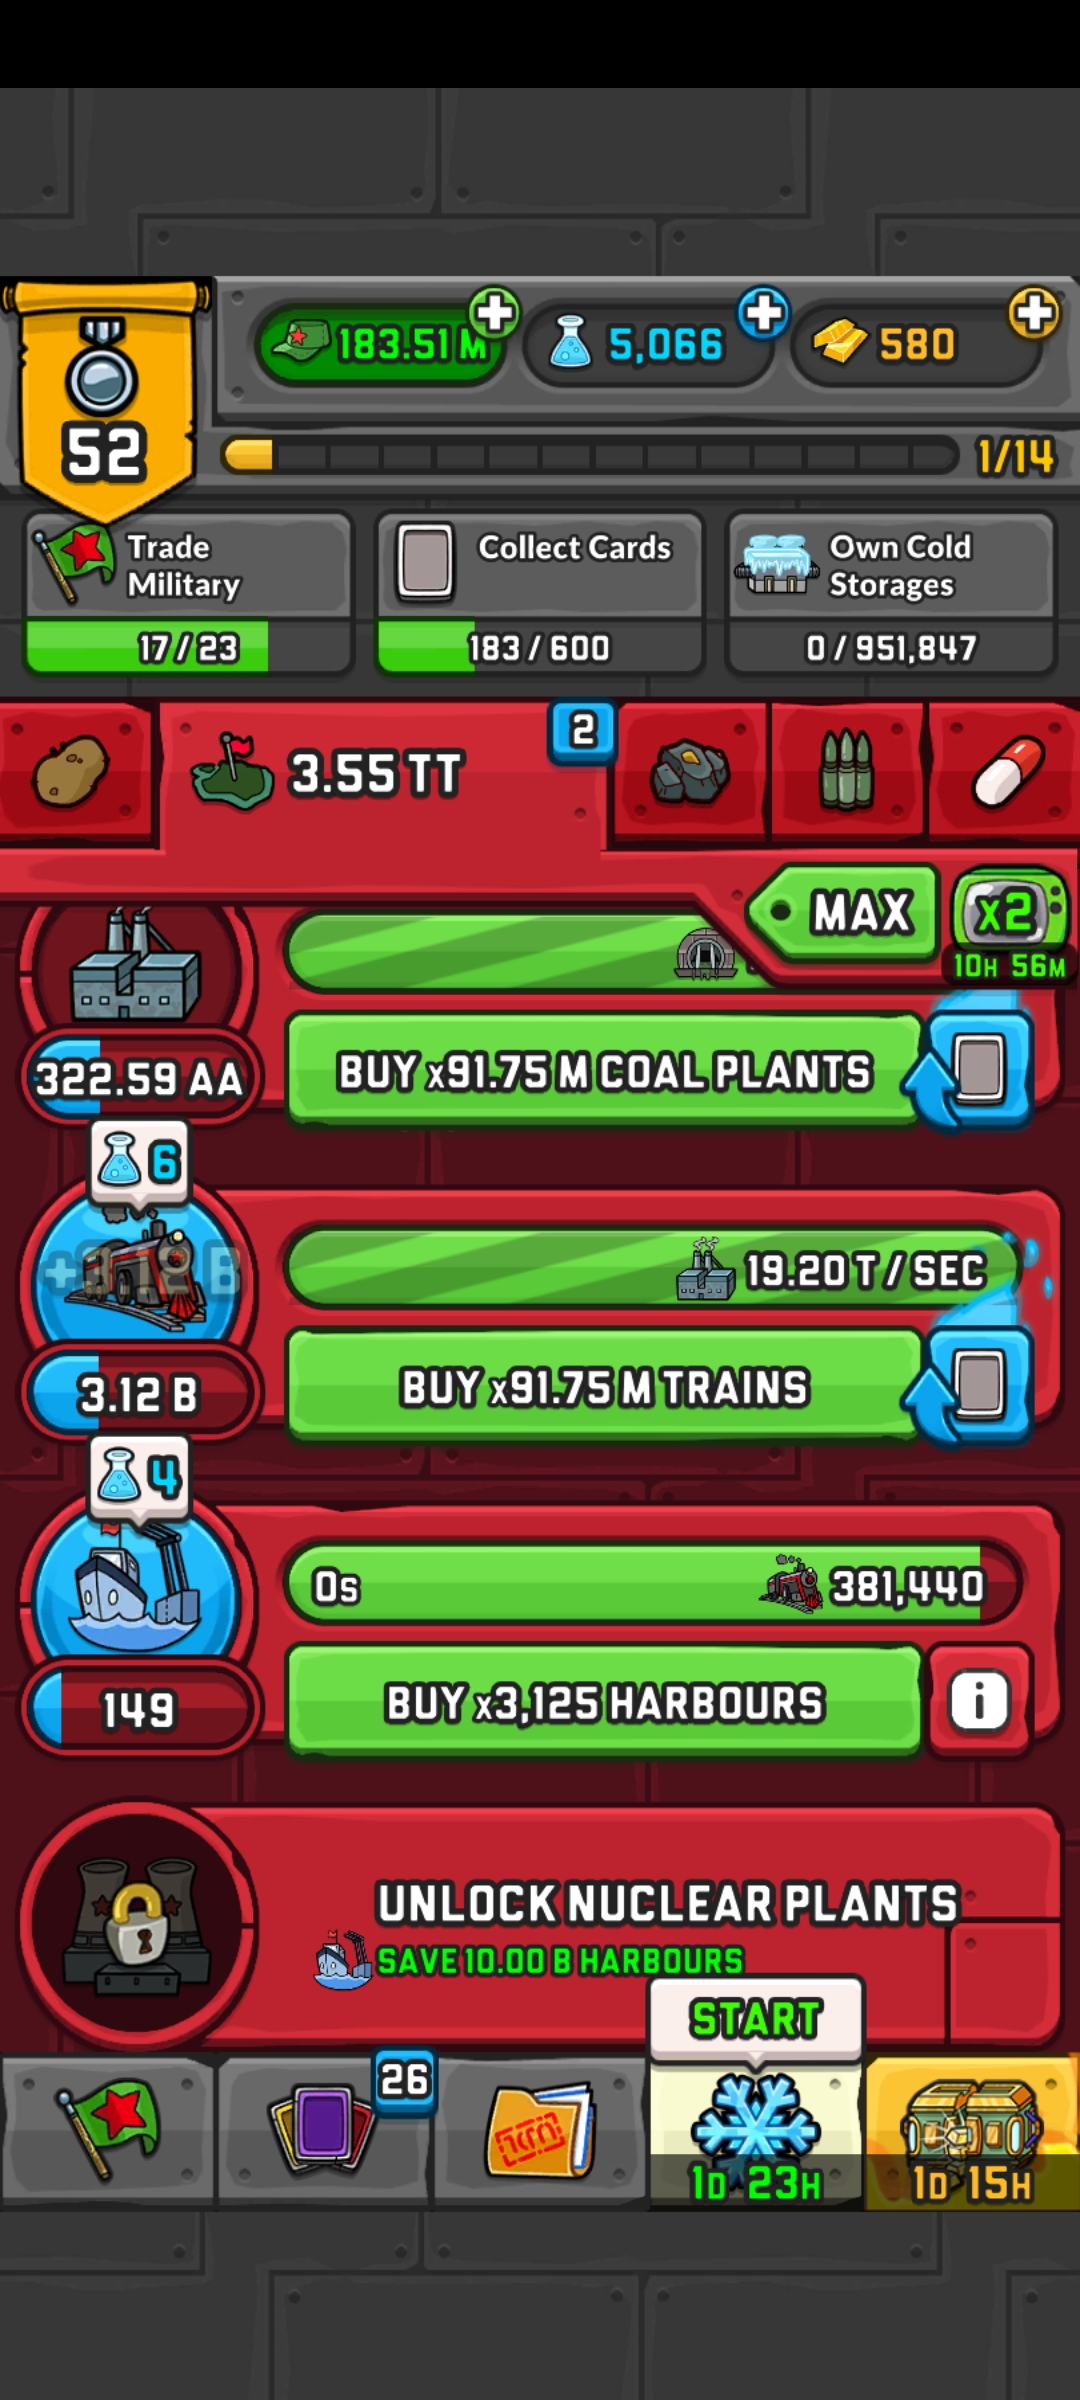 183.51 M
5,066
580
52
1/14
Trade
Military
17 / 23
Collect Cards
183 / 600
Own Cold
Storages
0 / 951,847
3.55 TT
2
MAX
x2
10H 56M
322.59 AA
BUY x91.75 M COAL PLANTS
6
+3.12 B
19.20 T / SEC
3.12 B
BUY x91.75 M TRAINS
4
0s
381,440
149
BUY x3,125 HARBOURS
i
UNLOCK NUCLEAR PLANTS
SAVE 10.00 B HARBOURS
START
26
1D 23H
1D 15H